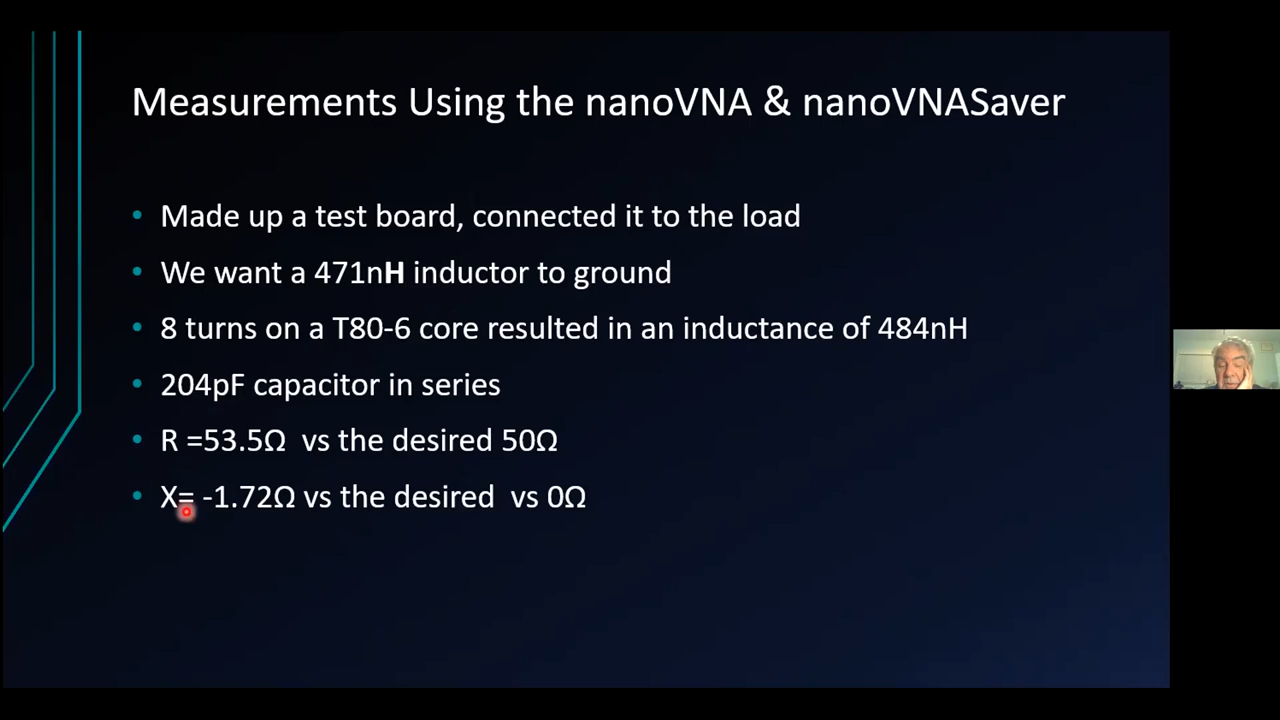 Measurements Using the nanoVNA & nanoVNASaver
• Made up a test board, connected it to the load
• We want a 471nH inductor to ground
• 8 turns on a T80-6 core resulted in an inductance of 484nH
• 204pF capacitor in series
• R =53.5Ω  vs the desired 50Ω
• X= -1.72Ω vs the desired  vs 0Ω